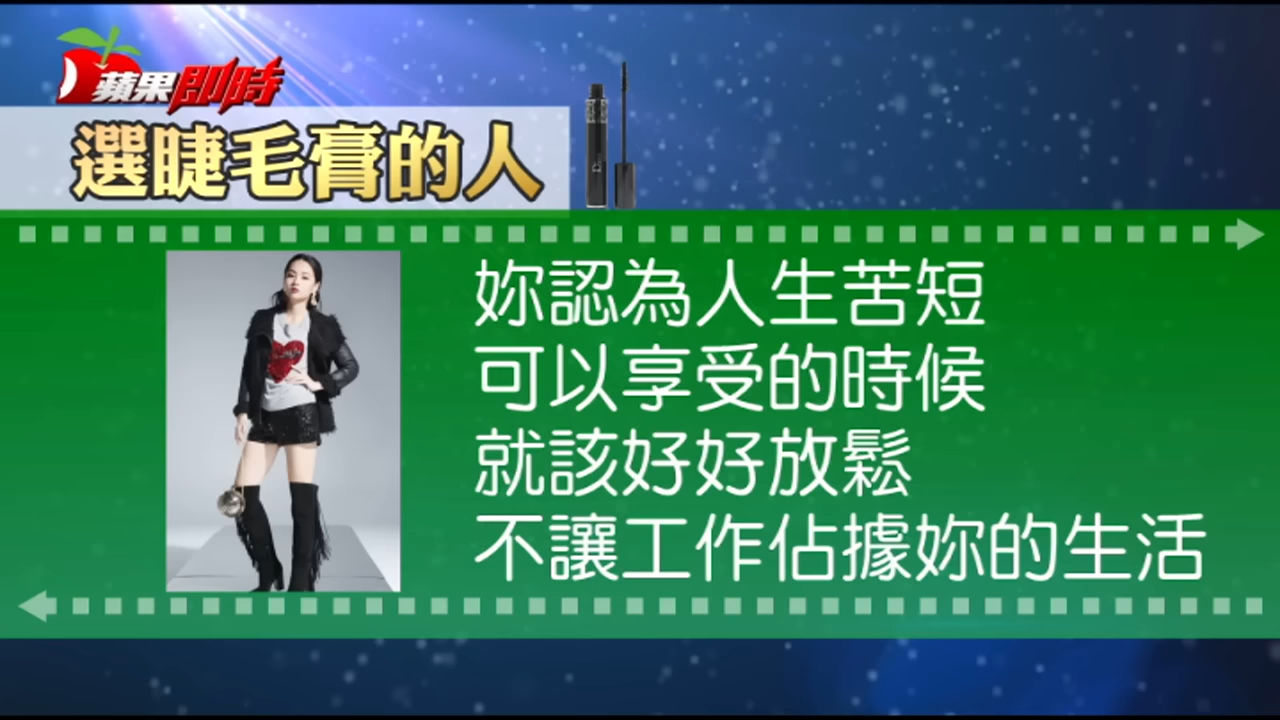 蘋果即時
選睫毛膏的人
妳認為人生苦短
可以享受的時候
就該好好放鬆
不讓工作佔據妳的生活